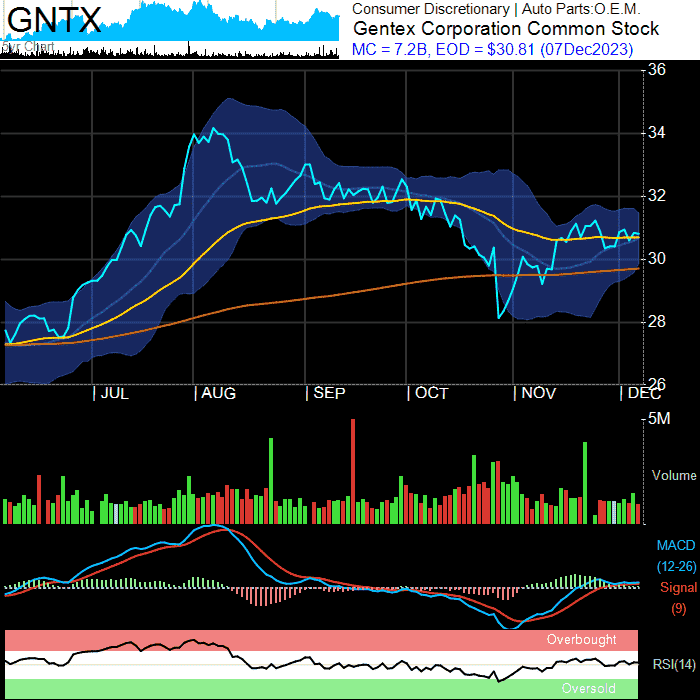 GNTX
5yr Chart
Consumer Discretionary | Auto Parts:O.E.M.
Gentex Corporation Common Stock
MC = 7.2B, EOD = $30.81 (07Dec2023)
36
34
32
30
28
26
| JUL | AUG | SEP | OCT | NOV | DEC
5M
Volume
MACD
(12-26)
Signal
(9)
Overbought
RSI(14)
Oversold